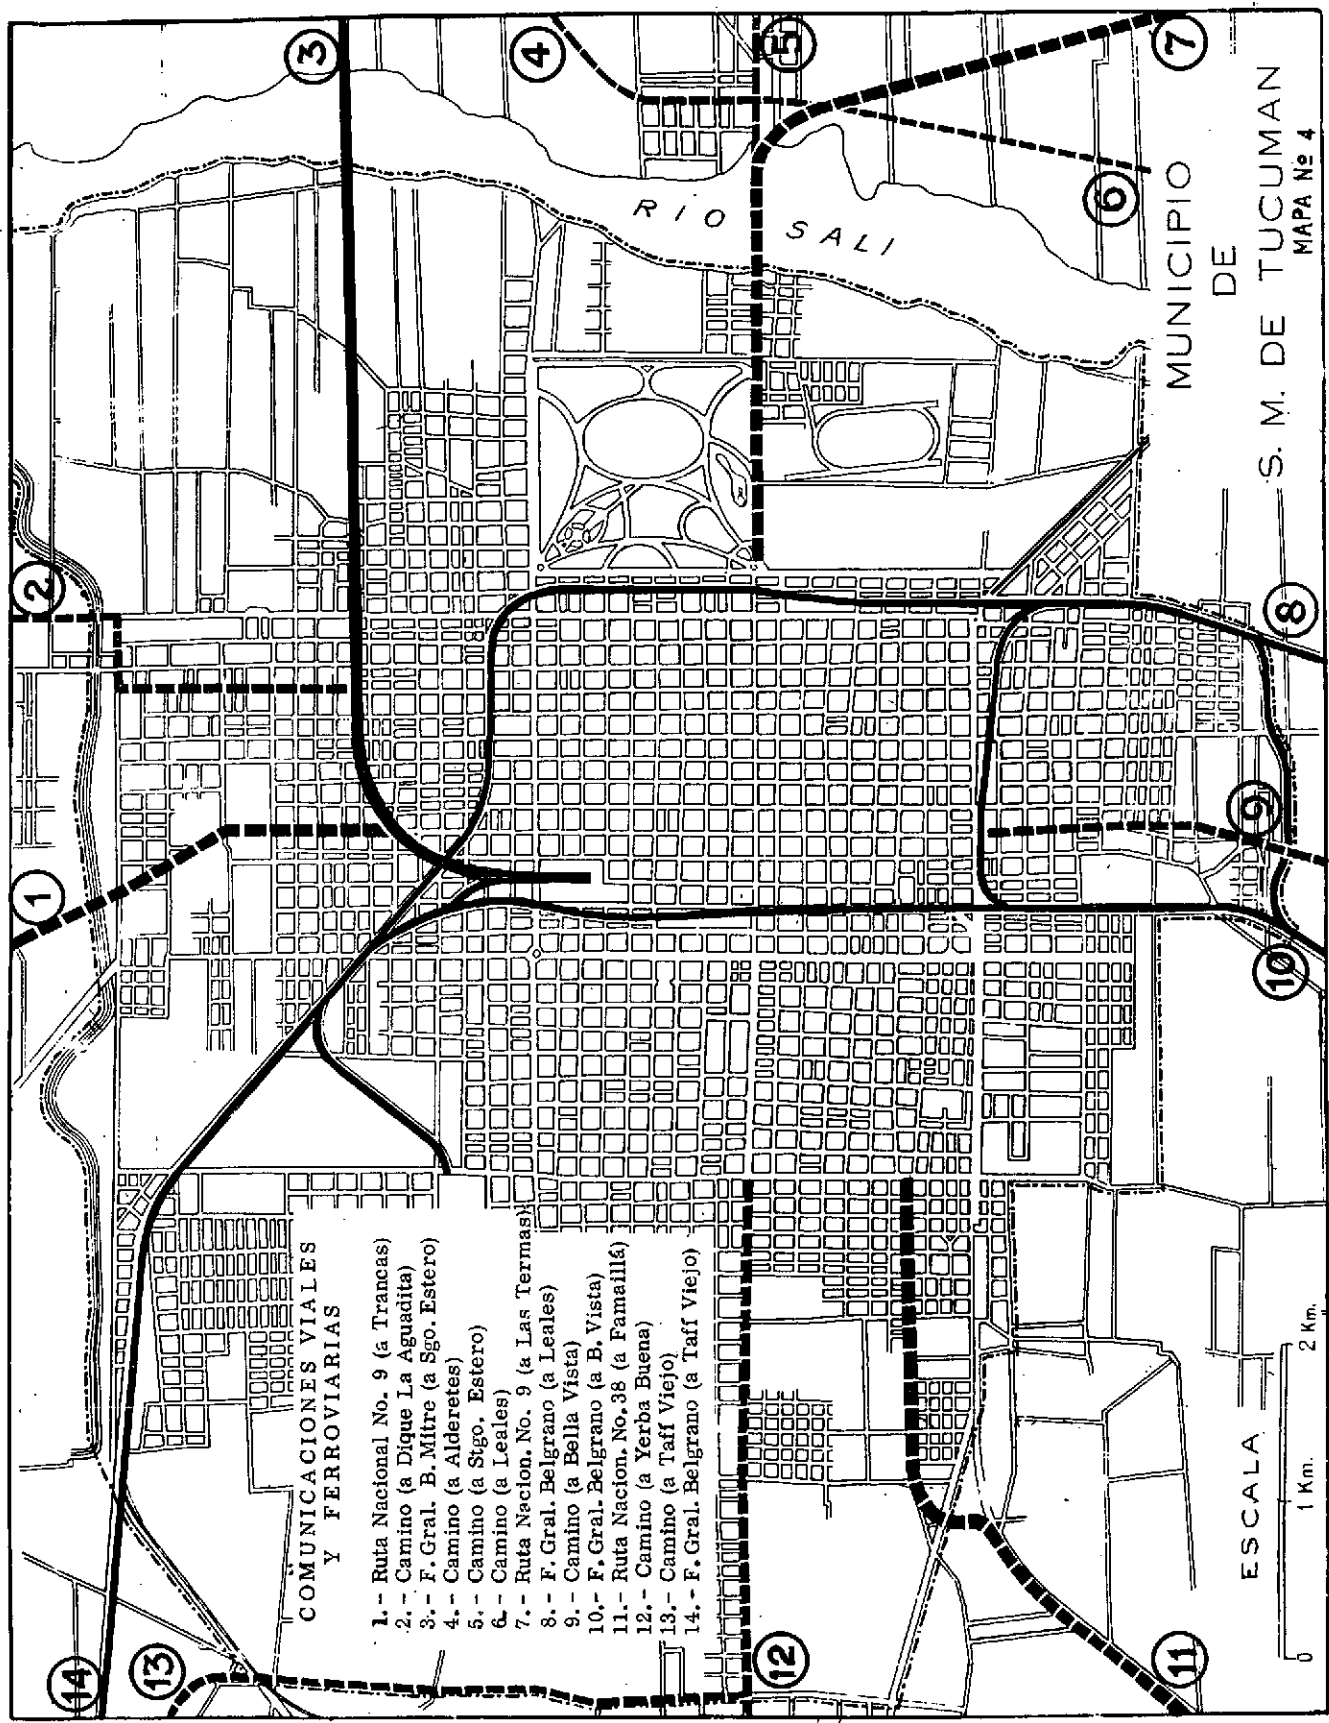 COMUNICACIONES VIALES
Y FERROVIARIAS
1.- Ruta Nacional No. 9 (a Trancas)
2.- Camino (a Dique La Aguadita)
3.- F. Gral. B. Mitre (a Sgo. Estero)
4.- Camino (a Alderetes)
5.- Camino (a Stgo. Estero)
6.- Camino (a Leales)
7.- Ruta Nacion. No. 9 (a Las Termas)
8.- F. Gral. Belgrano (a Leales)
9.- Camino (a Bella Vista)
10.- F. Gral. Belgrano (a B. Vista)
11.- Ruta Nacion. No. 38 (a Famaillá)
12.- Camino (a Yerba Buena)
13.- Camino (a Tafí Viejo)
14.- F. Gral. Belgrano (a Tafí Viejo)
RIO SALI
MUNICIPIO
DE
S. M. DE TUCUMAN
MAPA Nº 4
ESCALA
0 1 Km. 2 Km.
1
2
3
4
5
6
7
8
9
10
11
12
13
14